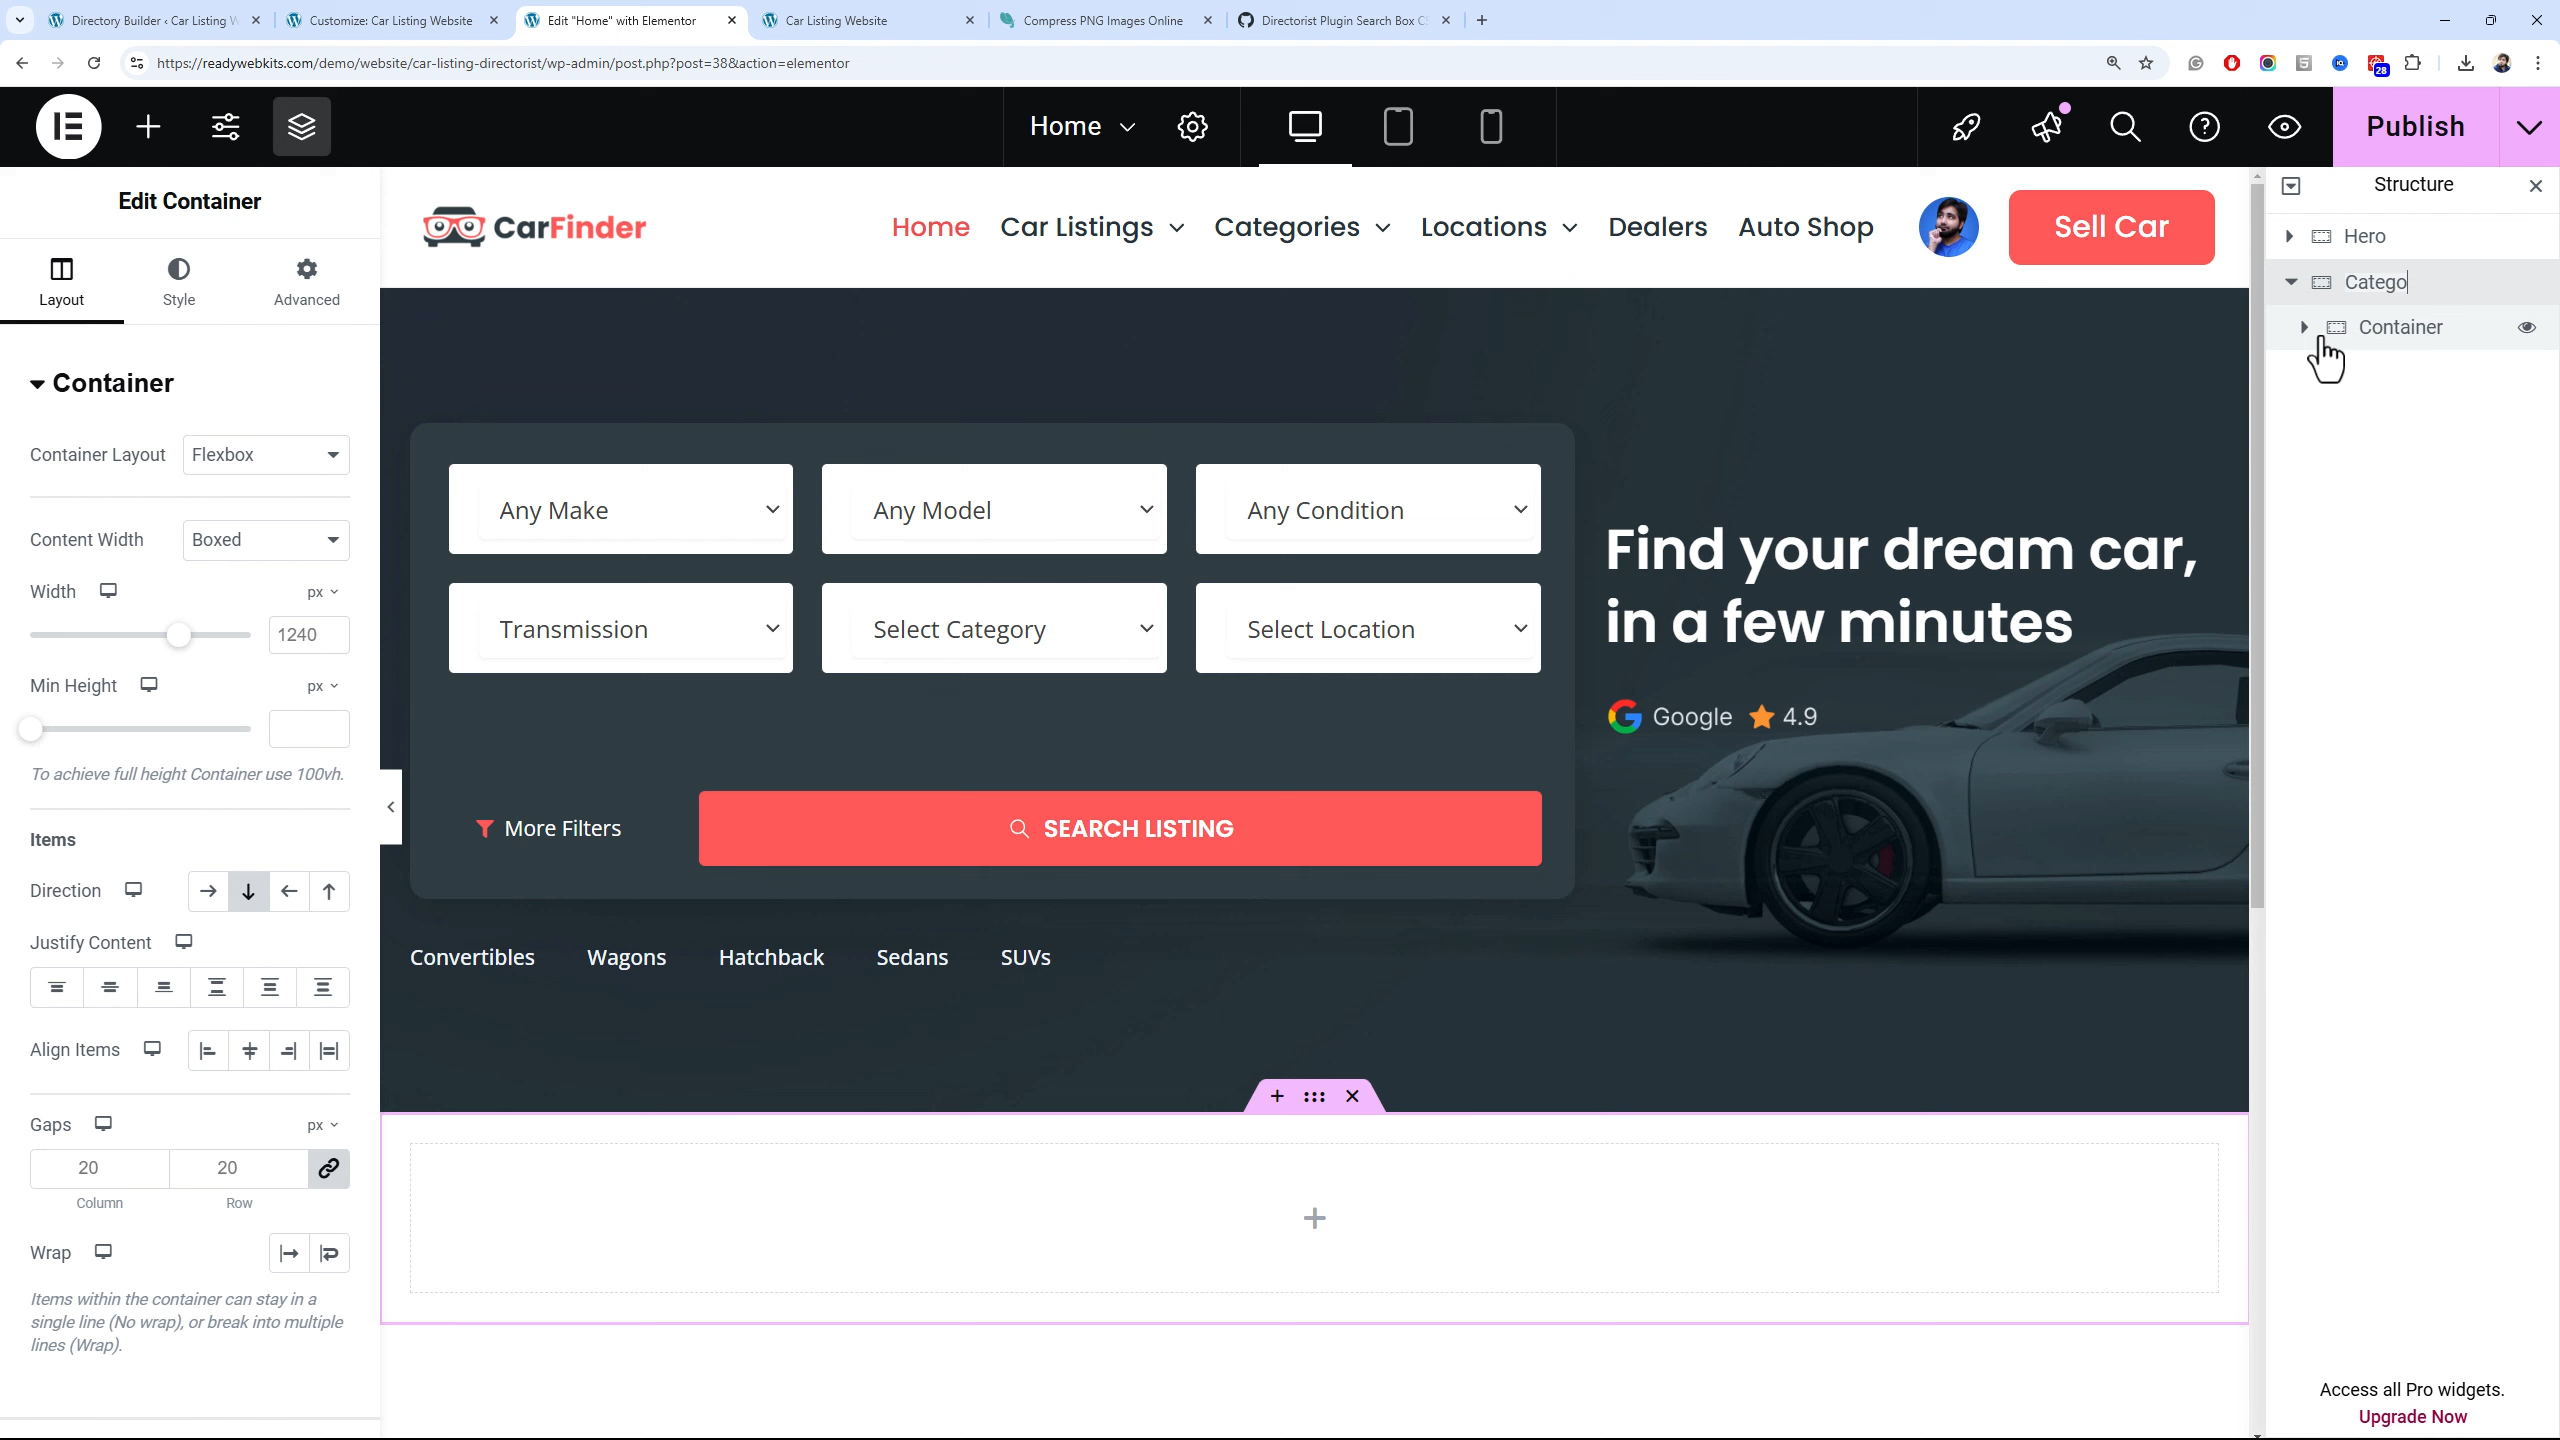 Directory Builder ‹ Car Listing W
Customize: Car Listing Website
Edit "Home" with Elementor
Car Listing Website
Compress PNG Images Online
Directorist Plugin Search Box C
https://readywebkits.com/demo/website/car-listing-directorist/wp-admin/post.php?post=38&action=elementor
28
Home
Publish
Edit Container
Layout
Style
Advanced
Container
Container Layout
Flexbox
Content Width
Boxed
Width
px
1240
Min Height
px
To achieve full height Container use 100vh.
Items
Direction
Justify Content
Align Items
Gaps
px
20
20
Column
Row
Wrap
Items within the container can stay in a
single line (No wrap), or break into multiple
lines (Wrap).
CarFinder
Home
Car Listings
Categories
Locations
Dealers
Auto Shop
Sell Car
Any Make
Any Model
Any Condition
Transmission
Select Category
Select Location
More Filters
SEARCH LISTING
Find your dream car,
in a few minutes
Google
4.9
Convertibles
Wagons
Hatchback
Sedans
SUVs
Structure
Hero
Catego
Container
Access all Pro widgets.
Upgrade Now